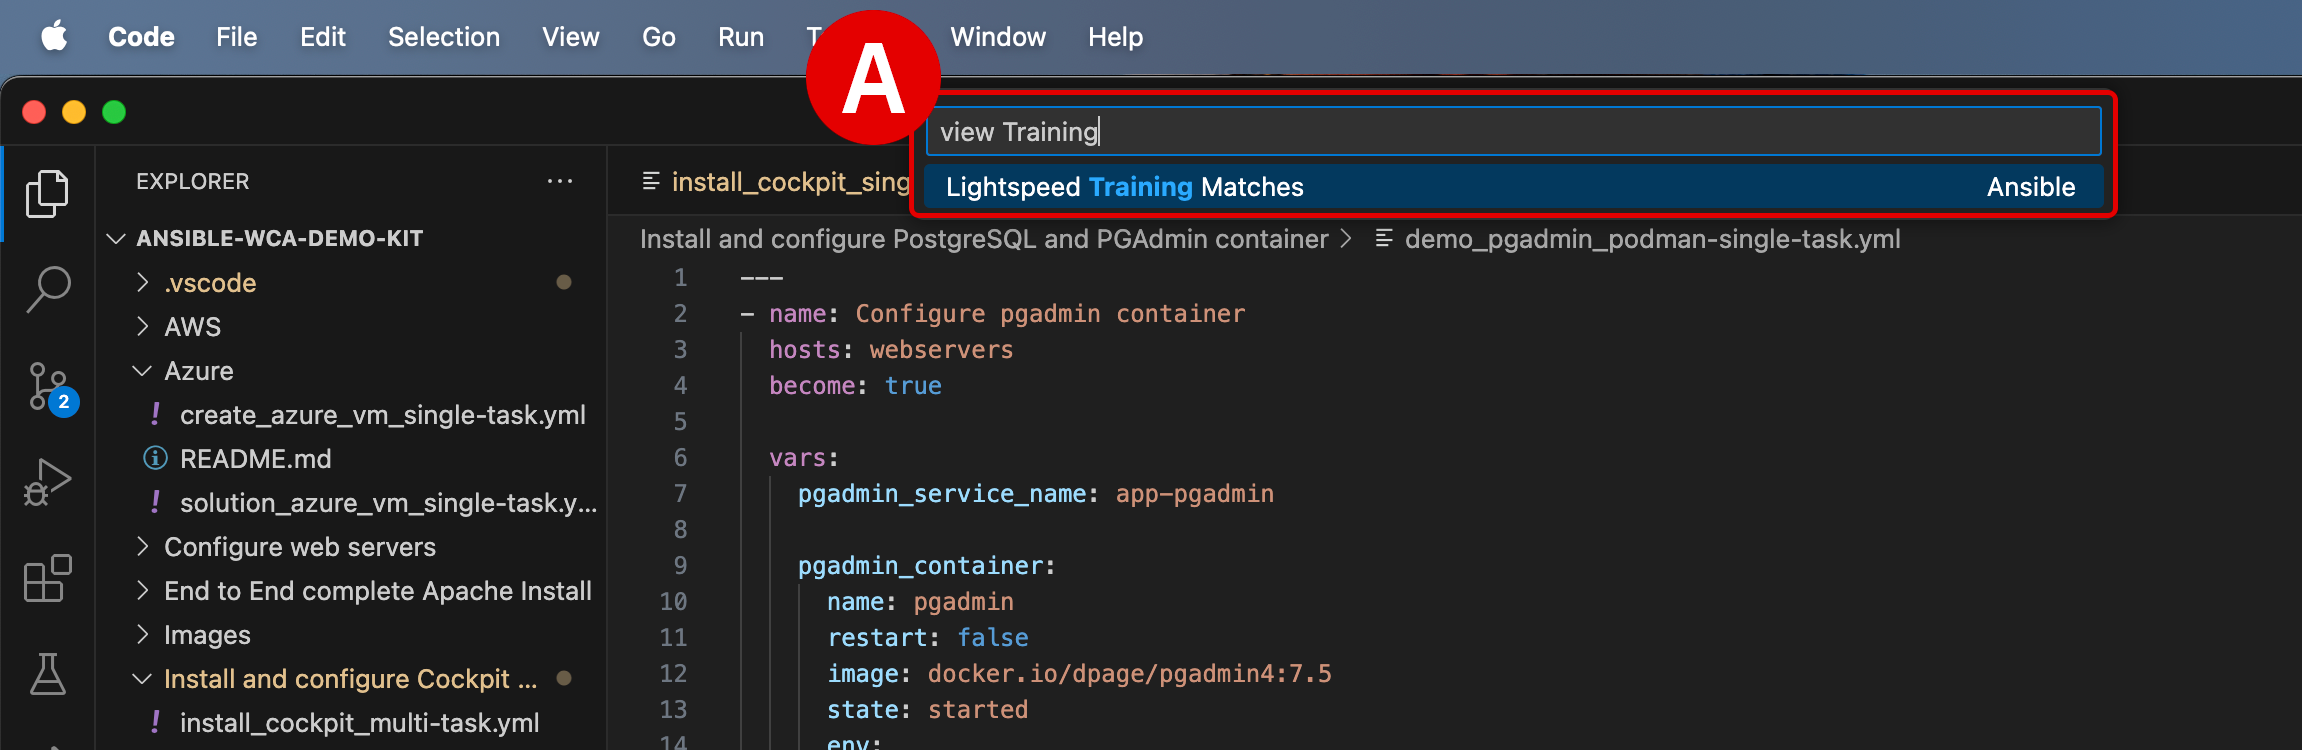 Code File Edit Selection View Go Run Window Help
A
view Training
Lightspeed Training Matches Ansible
EXPLORER ...
install_cockpit_sing
ANSIBLE-WCA-DEMO-KIT
Install and configure PostgreSQL and PGAdmin container > demo_pgadmin_podman-single-task.yml
.vscode
AWS
Azure
create_azure_vm_single-task.yml
README.md
solution_azure_vm_single-task.y...
Configure web servers
End to End complete Apache Install
Images
Install and configure Cockpit ...
install_cockpit_multi-task.yml
2
1 ---
2 - name: Configure pgadmin container
3 hosts: webservers
4 become: true
5
6 vars:
7 pgadmin_service_name: app-pgadmin
8
9 pgadmin_container:
10 name: pgadmin
11 restart: false
12 image: docker.io/dpage/pgadmin4:7.5
13 state: started
14 env: